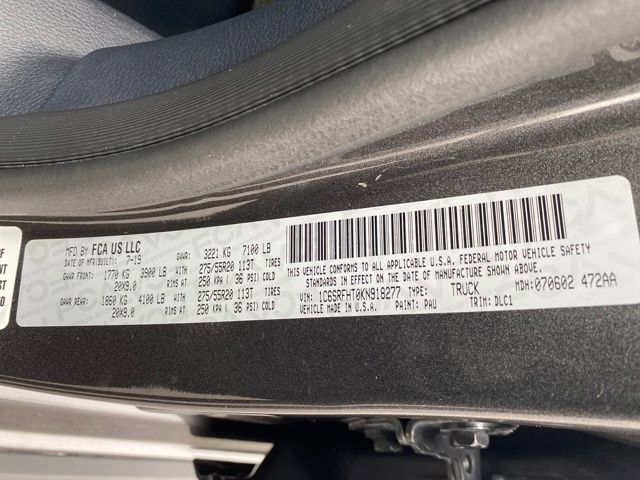 MFD BY FCA US LLC
DATE OF MFR(BUILT): 7-19 GVWR: 3221 KG 7100 LB
GAWR FRONT: 1770 KG 3900 LB WITH 275/55R20 113T TIRES
20X9.0 RIMS AT 250 KPA ( 36 PSI) COLD
GAWR REAR: 1860 KG 4100 LB WITH 275/55R20 113T TIRES
20X9.0 RIMS AT 250 KPA ( 36 PSI) COLD
THIS VEHICLE CONFORMS TO ALL APPLICABLE U.S.A. FEDERAL MOTOR VEHICLE SAFETY
STANDARDS IN EFFECT ON THE DATE OF MANUFACTURE SHOWN ABOVE.
VIN: 1C6SRFHT0KN918277 TYPE: TRUCK MDH: 070602 472AA
VEHICLE MADE IN U.S.A. PAINT: PAU TRIM: DLC1